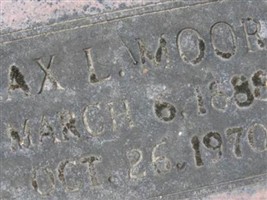 AX L. MOOR
MARCH 6, 188
OCT. 26, 1970